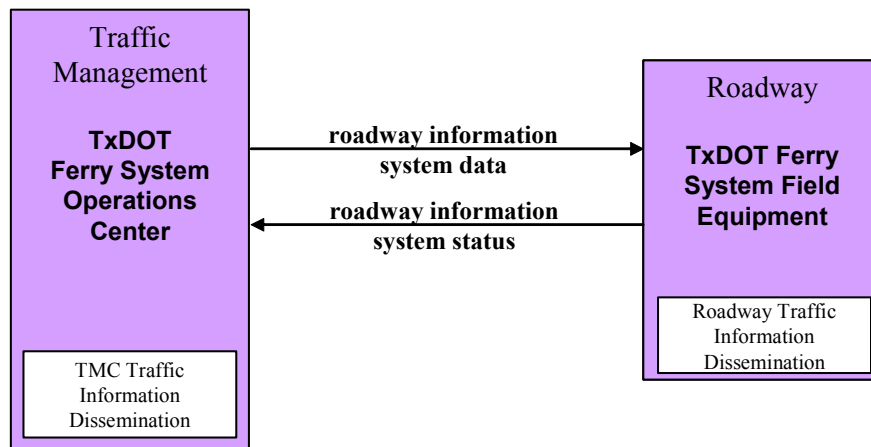 Traffic
Management
TxDOT
Ferry System
Operations
Center
TMC Traffic
Information
Dissemination
roadway information
system data
roadway information
system status
Roadway
TxDOT Ferry
System Field
Equipment
Roadway Traffic
Information
Dissemination